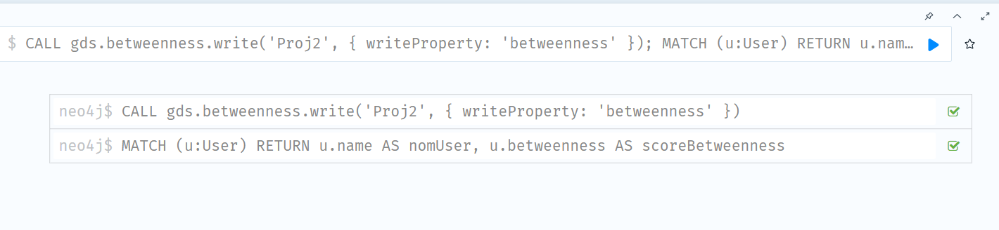 $ CALL gds.betweenness.write('Proj2', { writeProperty: 'betweenness' }); MATCH (u:User) RETURN u.nam…
neo4j$ CALL gds.betweenness.write('Proj2', { writeProperty: 'betweenness' })
neo4j$ MATCH (u:User) RETURN u.name AS nomUser, u.betweenness AS scoreBetweenness